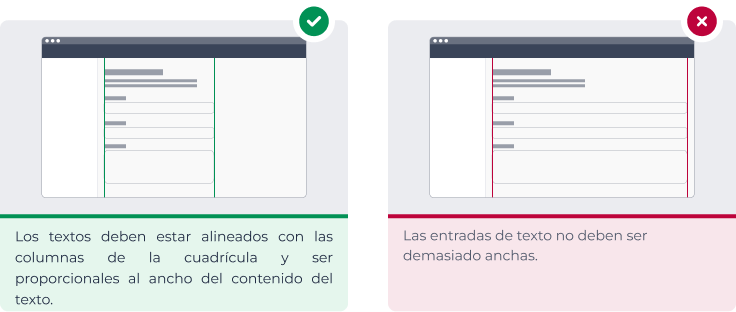 Los textos deben estar alineados con las
columnas de la cuadrícula y ser
proporcionales al ancho del contenido del
texto.
Las entradas de texto no deben ser
demasiado anchas.